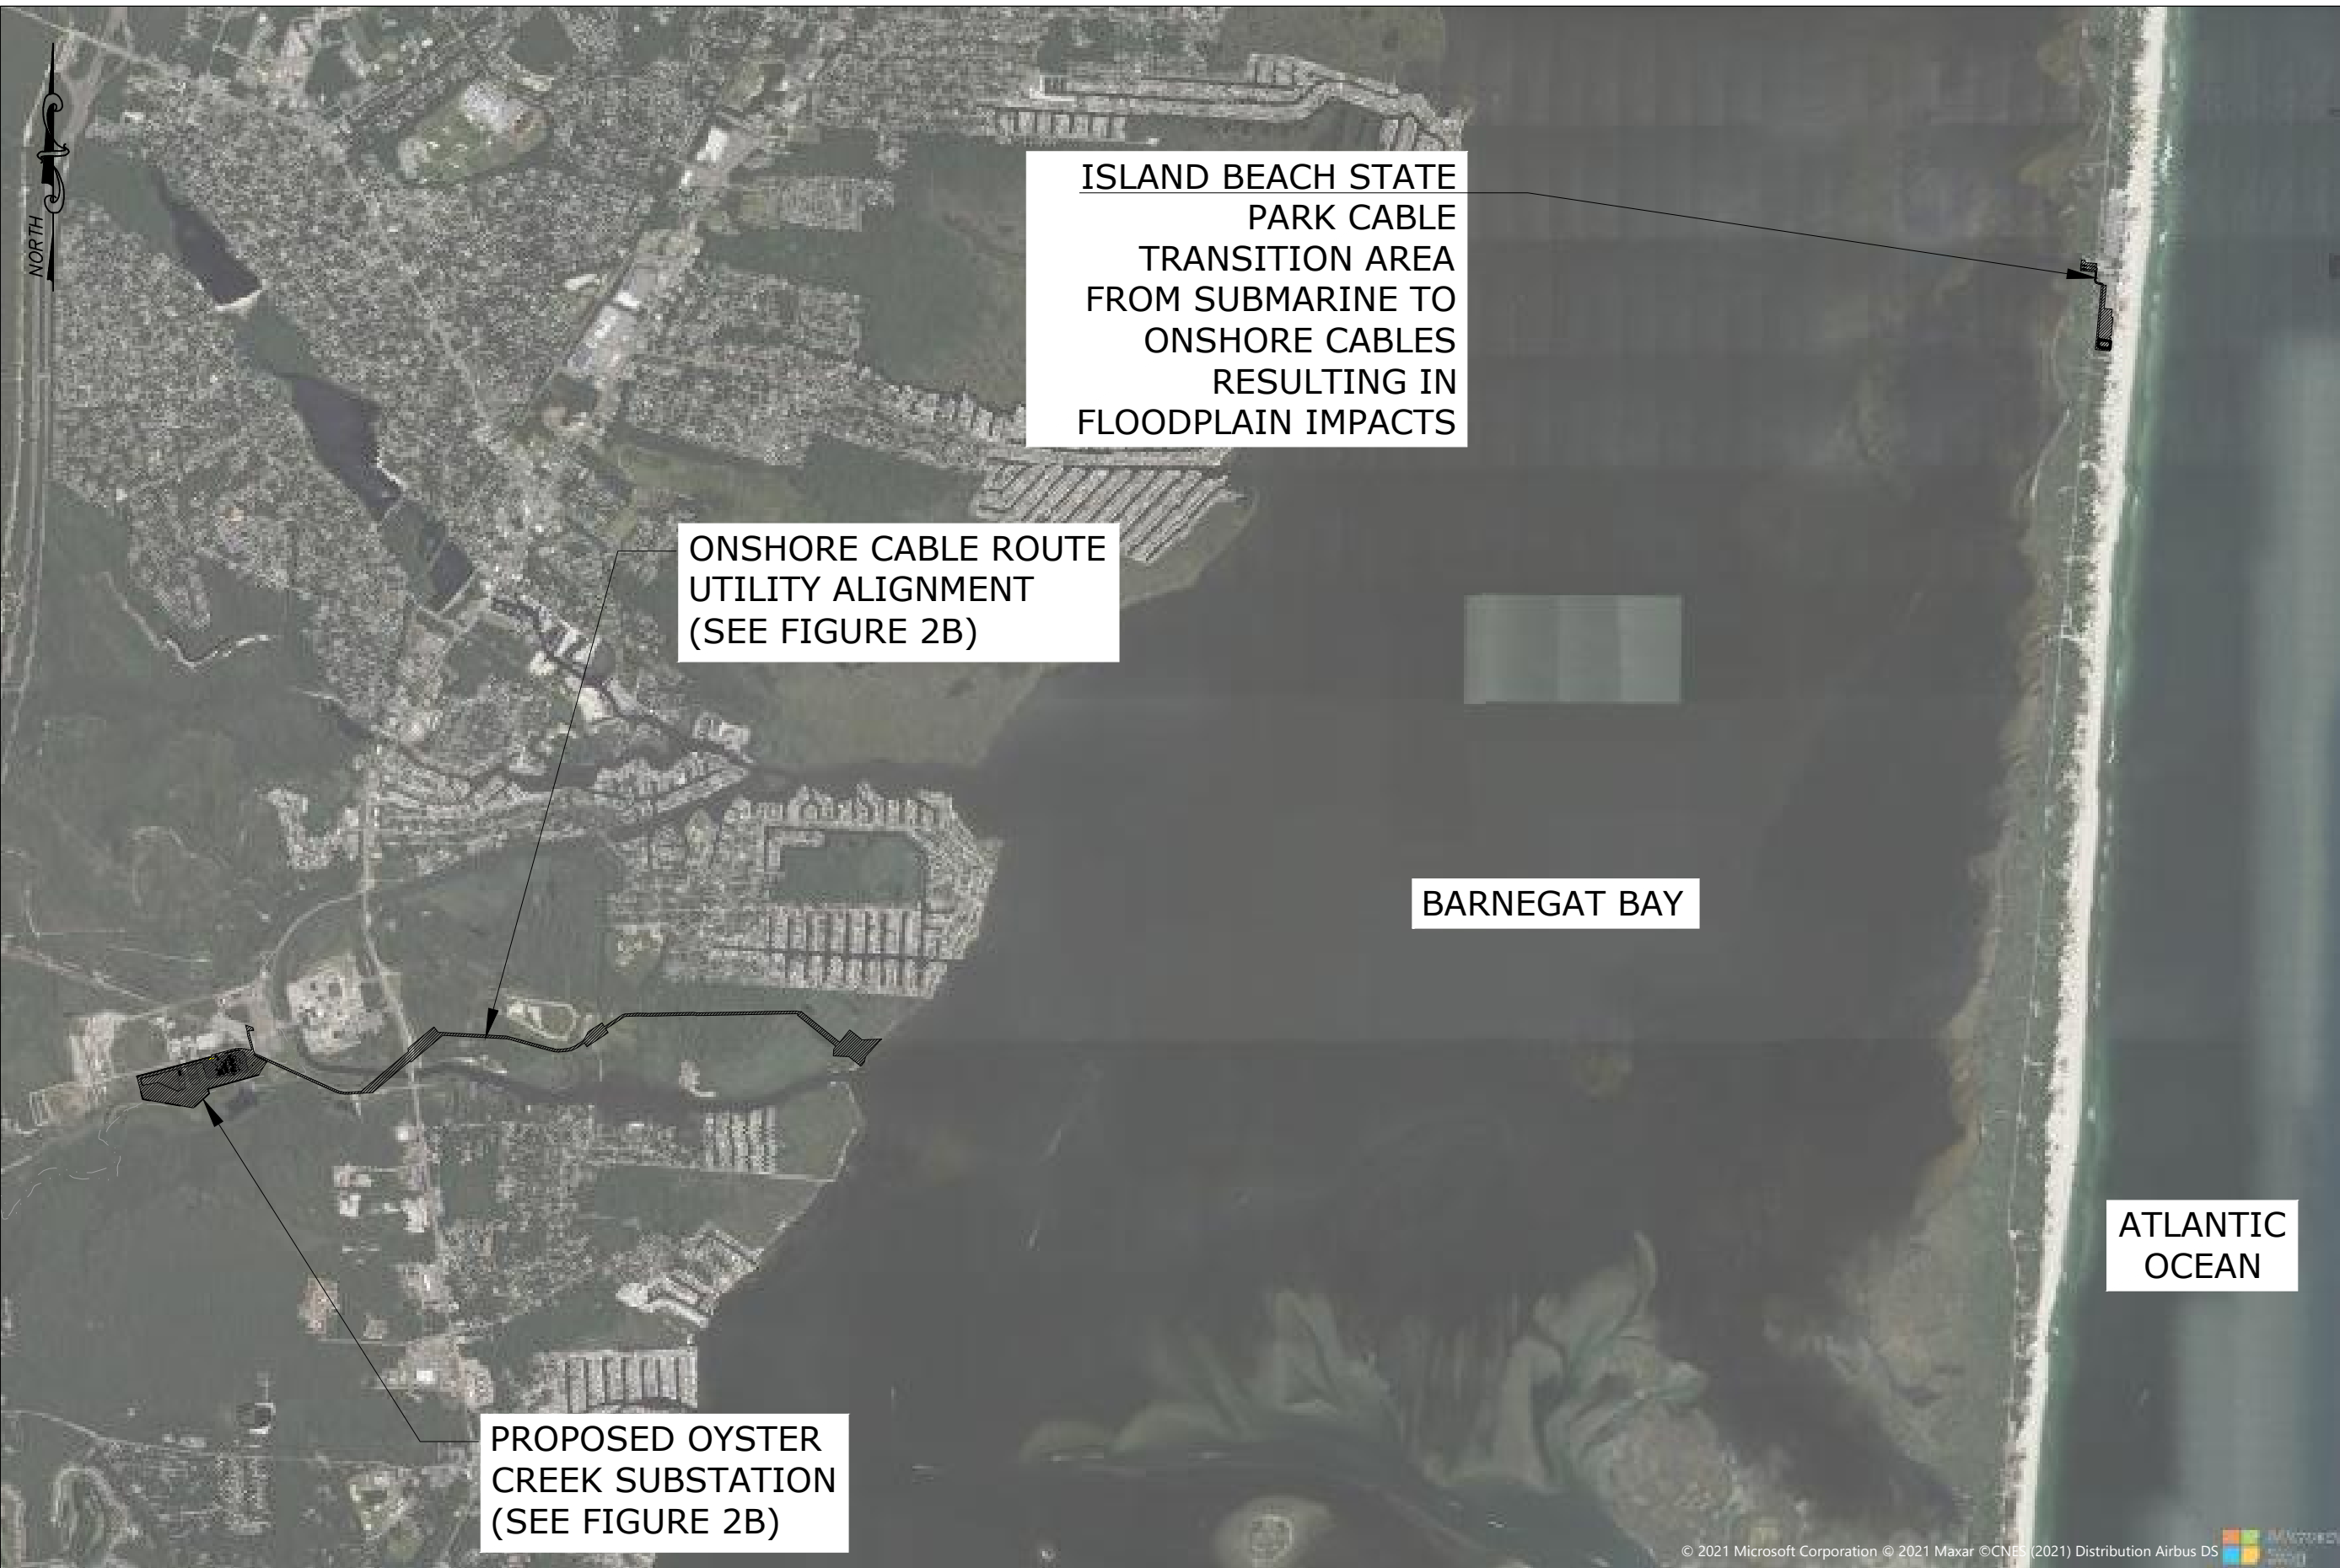 NORTH
ISLAND BEACH STATE
PARK CABLE
TRANSITION AREA
FROM SUBMARINE TO
ONSHORE CABLES
RESULTING IN
FLOODPLAIN IMPACTS
ONSHORE CABLE ROUTE
UTILITY ALIGNMENT
(SEE FIGURE 2B)
BARNEGAT BAY
ATLANTIC
OCEAN
PROPOSED OYSTER
CREEK SUBSTATION
(SEE FIGURE 2B)
© 2021 Microsoft Corporation © 2021 Maxar ©CNES (2021) Distribution Airbus DS